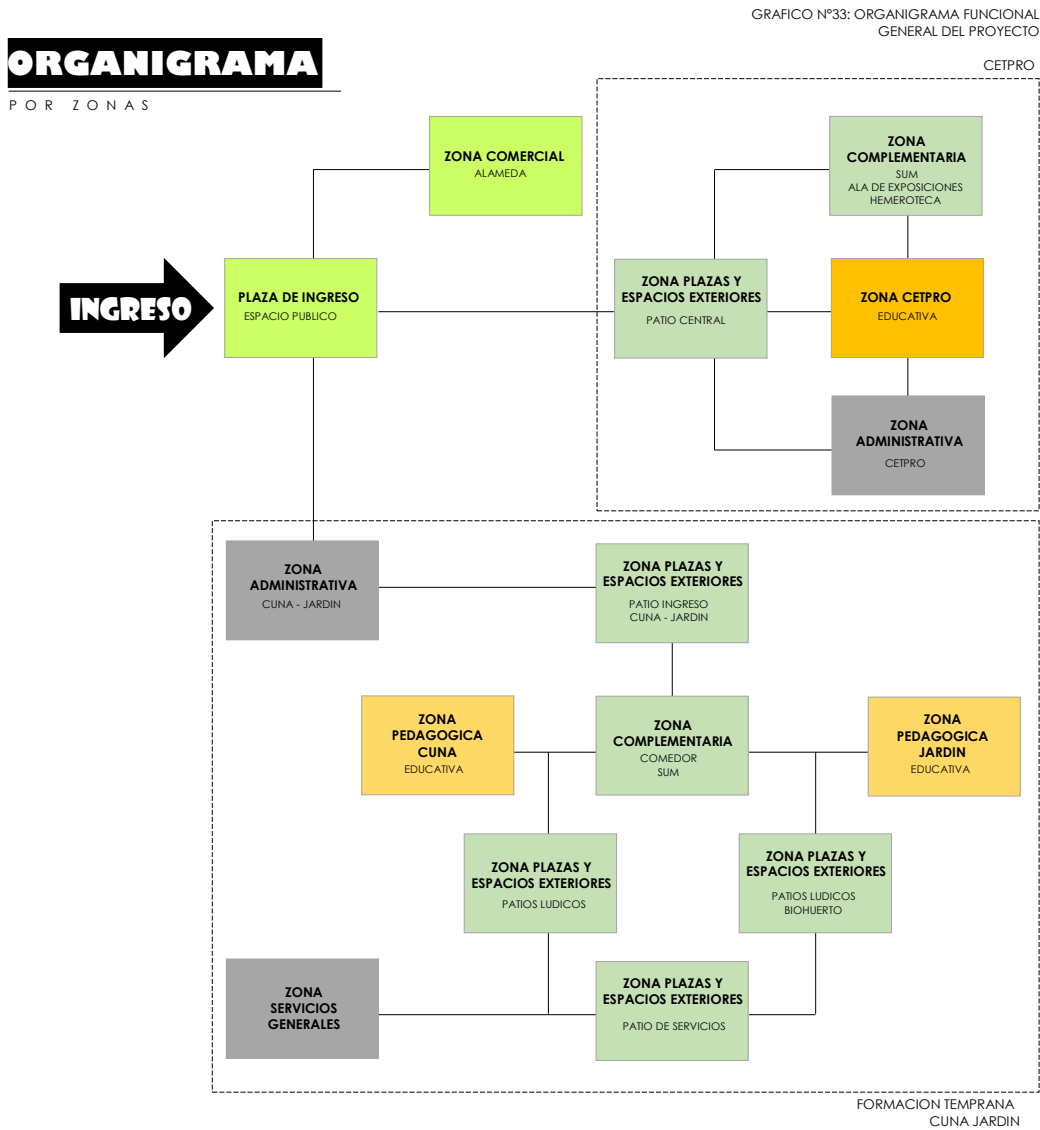 GRAFICO Nº33: ORGANIGRAMA FUNCIONAL
GENERAL DEL PROYECTO
ORGANIGRAMA
POR ZONAS
CETPRO
ZONA COMERCIAL
ALAMEDA
ZONA
COMPLEMENTARIA
SUM
ALA DE EXPOSICIONES
HEMEROTECA
INGRESO
PLAZA DE INGRESO
ESPACIO PUBLICO
ZONA PLAZAS Y
ESPACIOS EXTERIORES
PATIO CENTRAL
ZONA CETPRO
EDUCATIVA
ZONA
ADMINISTRATIVA
CETPRO
ZONA
ADMINISTRATIVA
CUNA - JARDIN
ZONA PLAZAS Y
ESPACIOS EXTERIORES
PATIO INGRESO
CUNA - JARDIN
ZONA
PEDAGOGICA
CUNA
EDUCATIVA
ZONA
COMPLEMENTARIA
COMEDOR
SUM
ZONA
PEDAGOGICA
JARDIN
EDUCATIVA
ZONA PLAZAS Y
ESPACIOS EXTERIORES
PATIOS LUDICOS
ZONA PLAZAS Y
ESPACIOS EXTERIORES
PATIOS LUDICOS
BIOHUERTO
ZONA
SERVICIOS
GENERALES
ZONA PLAZAS Y
ESPACIOS EXTERIORES
PATIO DE SERVICIOS
FORMACION TEMPRANA
CUNA JARDIN